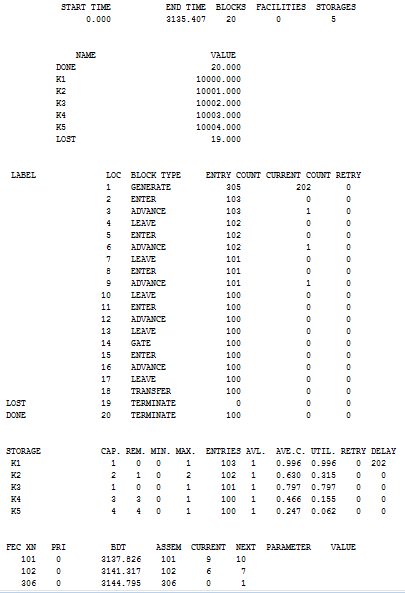 START TIME END TIME BLOCKS FACILITIES STORAGES
0.000 3135.407 20 0 5
NAME VALUE
DONE 20.000
K1 10000.000
K2 10001.000
K3 10002.000
K4 10003.000
K5 10004.000
LOST 19.000
LABEL LOC BLOCK TYPE ENTRY COUNT CURRENT COUNT RETRY
1 GENERATE 305 202 0
2 ENTER 103 0 0
3 ADVANCE 103 1 0
4 LEAVE 102 0 0
5 ENTER 102 0 0
6 ADVANCE 102 1 0
7 LEAVE 101 0 0
8 ENTER 101 0 0
9 ADVANCE 101 1 0
10 LEAVE 100 0 0
11 ENTER 100 0 0
12 ADVANCE 100 0 0
13 LEAVE 100 0 0
14 GATE 100 0 0
15 ENTER 100 0 0
16 ADVANCE 100 0 0
17 LEAVE 100 0 0
18 TRANSFER 100 0 0
LOST 19 TERMINATE 0 0 0
DONE 20 TERMINATE 100 0 0
STORAGE CAP. REM. MIN. MAX. ENTRIES AVL. AVE.C. UTIL. RETRY DELAY
K1 1 0 0 1 103 1 0.996 0.996 0 202
K2 2 1 0 2 102 1 0.630 0.315 0 0
K3 1 0 0 1 101 1 0.797 0.797 0 0
K4 3 3 0 1 100 1 0.466 0.155 0 0
K5 4 4 0 1 100 1 0.247 0.062 0 0
FEC XN PRI BDT ASSEM CURRENT NEXT PARAMETER VALUE
101 0 3137.826 101 9 10
102 0 3141.317 102 6 7
306 0 3144.795 306 0 1